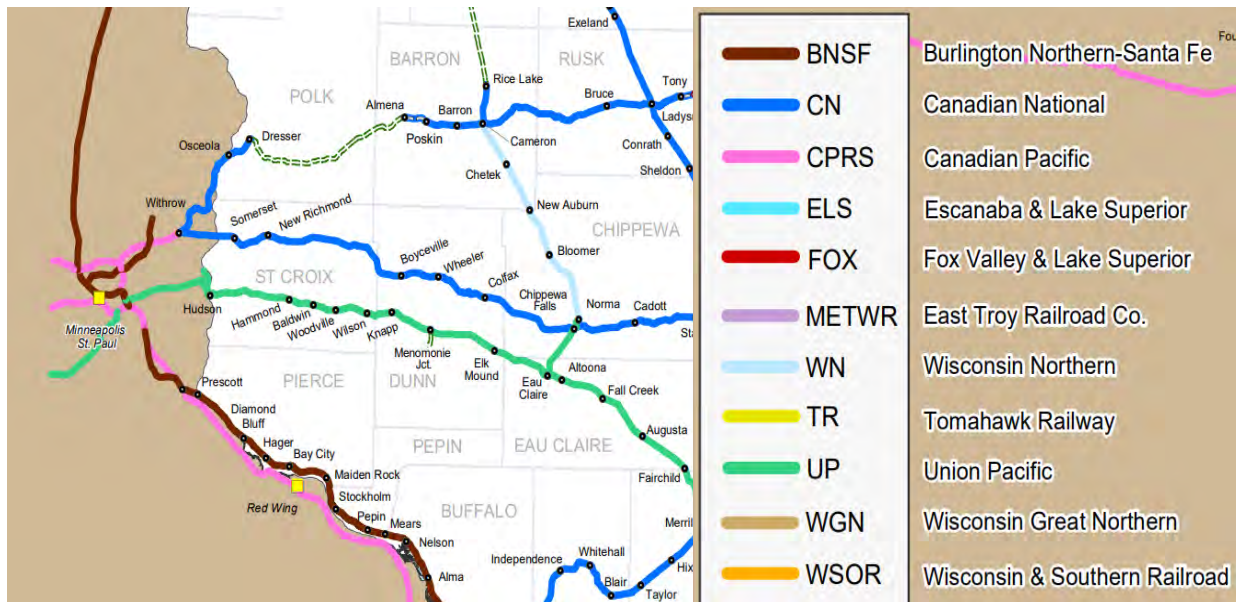 Exeland
BARRON
RUSK
Rice Lake
Tony
POLK
Almena
Barron
Bruce
Ladys
Dresser
Osceola
Poskin
Cameron
Conrath
Chetek
Sheldon
Withrow
Somerset
New Richmond
New Auburn
CHIPPEWA
Boyceville
Bloomer
ST CROIX
Wheeler
Colfax
Chippewa
Falls
Norma
Cadott
Sta
Hudson
Hammond
Baldwin
Woodville
Wilson
Knapp
Minneapolis
St. Paul
Menomonie
Jct.
Elk
Mound
Eau
Claire
Altoona
Fall Creek
PIERCE
DUNN
Prescott
Diamond
Bluff
Hager
Bay City
PEPIN
EAU CLAIRE
Augusta
Maiden Rock
Fairchild
Red Wing
Stockholm
Pepin
Mears
BUFFALO
Nelson
Merril
Independence
Whitehall
Hix
Alma
Blair
Taylor
BNSF Burlington Northern-Santa Fe
Fou
CN Canadian National
CPRS Canadian Pacific
ELS Escanaba & Lake Superior
FOX Fox Valley & Lake Superior
METWR East Troy Railroad Co.
WN Wisconsin Northern
TR Tomahawk Railway
UP Union Pacific
WGN Wisconsin Great Northern
WSOR Wisconsin & Southern Railroad